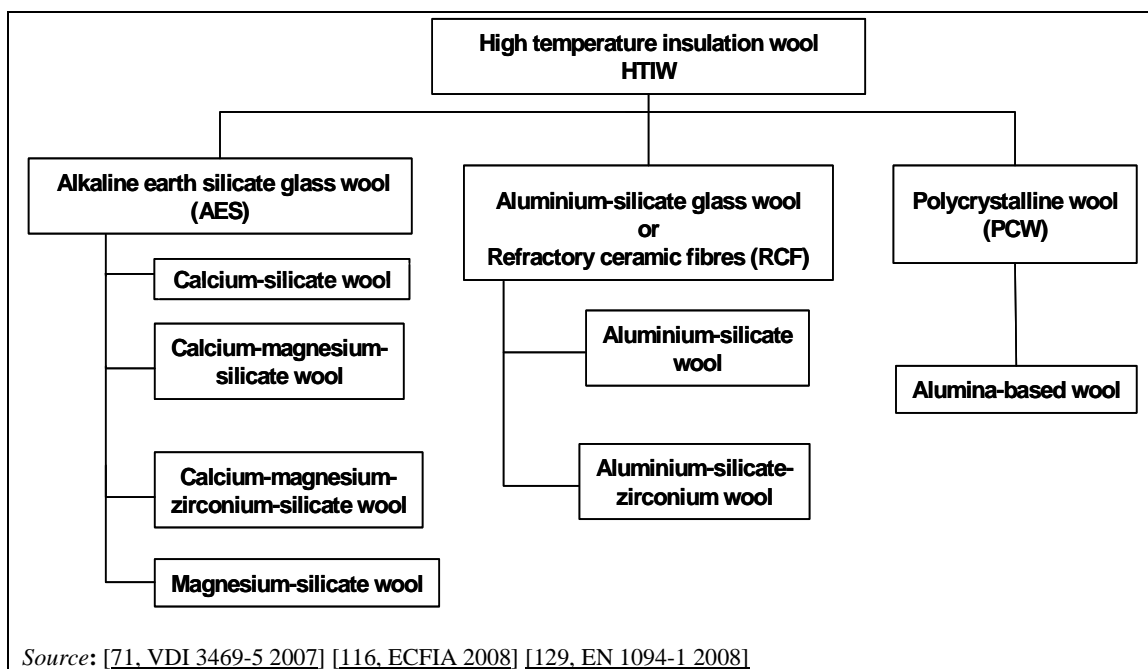 High temperature insulation wool
HTIW
Alkaline earth silicate glass wool
(AES)
Calcium-silicate wool
Calcium-magnesium-
silicate wool
Calcium-magnesium-
zirconium-silicate wool
Magnesium-silicate wool
Aluminium-silicate glass wool
or
Refractory ceramic fibres (RCF)
Aluminium-silicate
wool
Aluminium-silicate-
zirconium wool
Polycrystalline wool
(PCW)
Alumina-based wool
Source: [71, VDI 3469-5 2007] [116, ECFIA 2008] [129, EN 1094-1 2008]